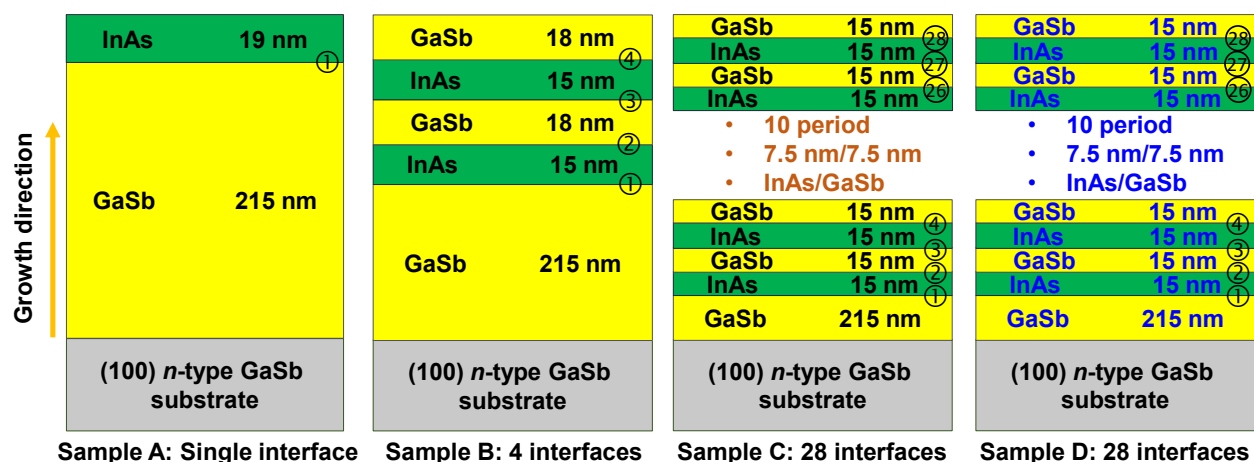 Growth direction
InAs 19 nm
①
GaSb 215 nm
(100) n-type GaSb
substrate
Sample A: Single interface
GaSb 18 nm
④
InAs 15 nm
③
GaSb 18 nm
②
InAs 15 nm
①
GaSb 215 nm
(100) n-type GaSb
substrate
Sample B: 4 interfaces
GaSb 15 nm
㉘
InAs 15 nm
㉗
GaSb 15 nm
㉖
InAs 15 nm
• 10 period
• 7.5 nm/7.5 nm
• InAs/GaSb
GaSb 15 nm
④
InAs 15 nm
③
GaSb 15 nm
②
InAs 15 nm
①
GaSb 215 nm
(100) n-type GaSb
substrate
Sample C: 28 interfaces
GaSb 15 nm
㉘
InAs 15 nm
㉗
GaSb 15 nm
㉖
InAs 15 nm
• 10 period
• 7.5 nm/7.5 nm
• InAs/GaSb
GaSb 15 nm
④
InAs 15 nm
③
GaSb 15 nm
②
InAs 15 nm
①
GaSb 215 nm
(100) n-type GaSb
substrate
Sample D: 28 interfaces